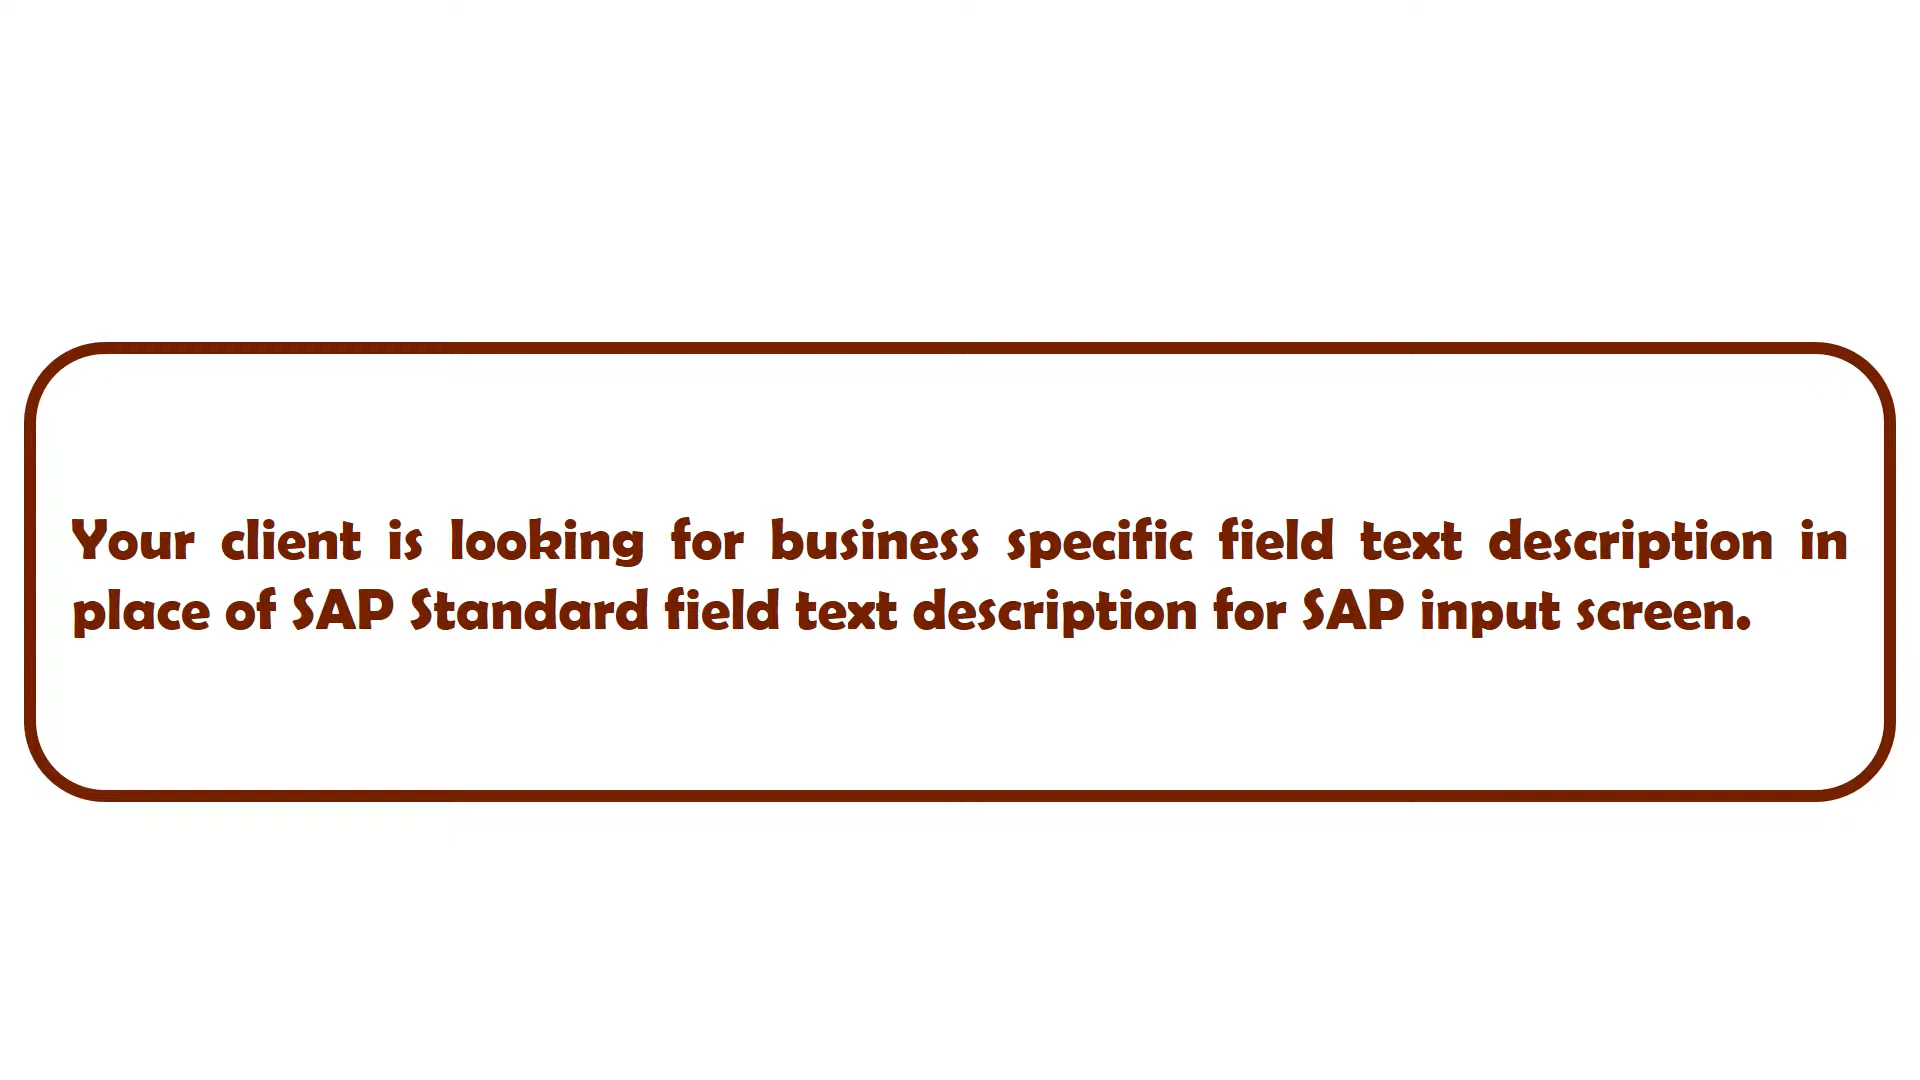 Your client is looking for business specific field text description in
place of SAP Standard field text description for SAP input screen.